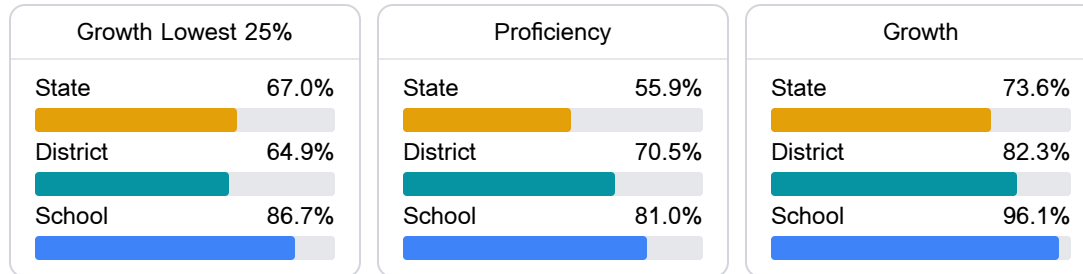 Growth Lowest 25%
State 67.0%
District 64.9%
School 86.7%
Proficiency
State 55.9%
District 70.5%
School 81.0%
Growth
State 73.6%
District 82.3%
School 96.1%